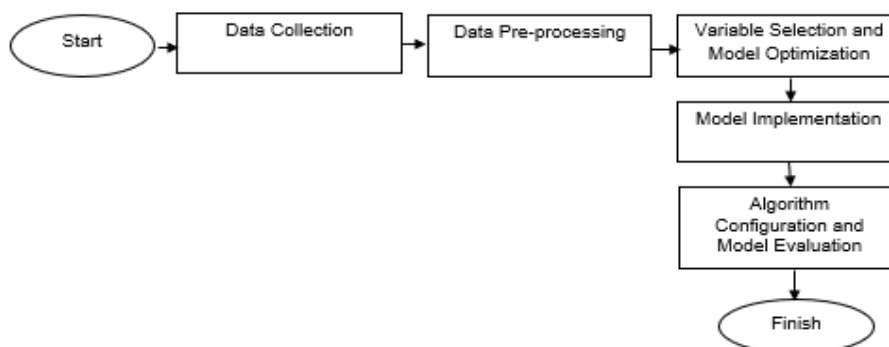 Start
Data Collection
Data Pre-processing
Variable Selection and
Model Optimization
Model Implementation
Algorithm
Configuration and
Model Evaluation
Finish